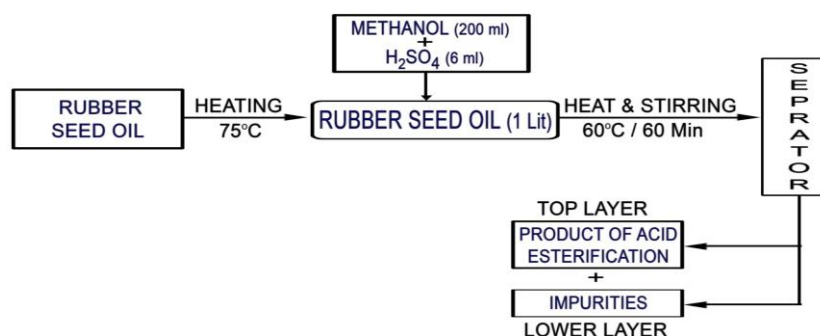 METHANOL (200 ml)
+
H₂SO₄ (6 ml)
RUBBER
SEED OIL
HEATING
75°C
RUBBER SEED OIL (1 Lit)
HEAT & STIRRING
60°C / 60 Min
SEPRATOR
TOP LAYER
PRODUCT OF ACID
ESTERIFICATION
+
IMPURITIES
LOWER LAYER